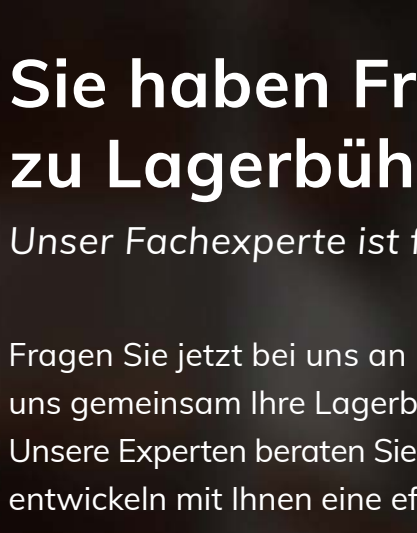 Sie haben Fr
zu Lagerbüh
Unser Fachexperte ist f
Fragen Sie jetzt bei uns an
uns gemeinsam Ihre Lagerb
Unsere Experten beraten Sie
entwickeln mit Ihnen eine ef